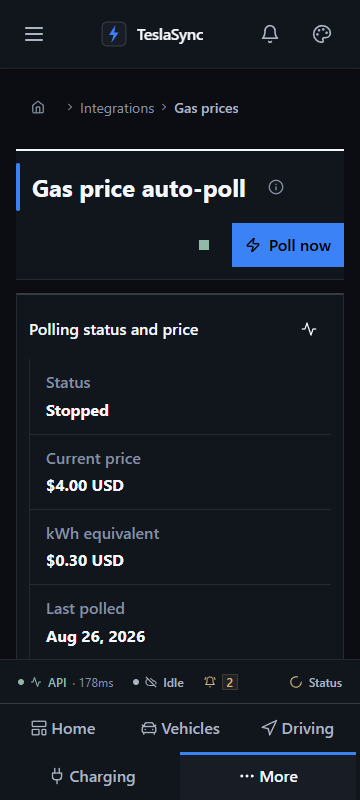 TeslaSync
Integrations
Gas prices
Gas price auto-poll
Poll now
Polling status and price
Status
Stopped
Current price
$4.00 USD
kWh equivalent
$0.30 USD
Last polled
Aug 26, 2026
API · 178ms
Idle
2
Status
Home
Vehicles
Driving
Charging
More